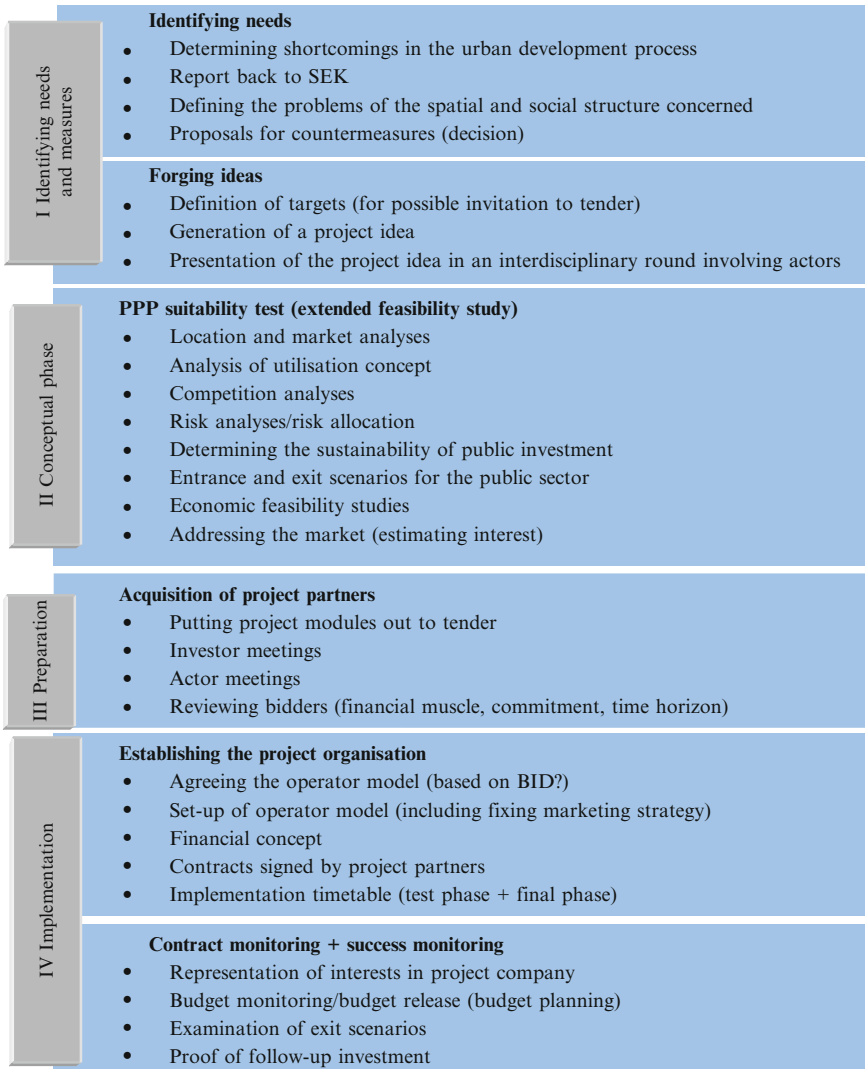 I Identifying needs
and measures
Identifying needs
• Determining shortcomings in the urban development process
• Report back to SEK
• Defining the problems of the spatial and social structure concerned
• Proposals for countermeasures (decision)
Forging ideas
• Definition of targets (for possible invitation to tender)
• Generation of a project idea
• Presentation of the project idea in an interdisciplinary round involving actors
II Conceptual phase
PPP suitability test (extended feasibility study)
• Location and market analyses
• Analysis of utilisation concept
• Competition analyses
• Risk analyses/risk allocation
• Determining the sustainability of public investment
• Entrance and exit scenarios for the public sector
• Economic feasibility studies
• Addressing the market (estimating interest)
III Preparation
Acquisition of project partners
• Putting project modules out to tender
• Investor meetings
• Actor meetings
• Reviewing bidders (financial muscle, commitment, time horizon)
IV Implementation
Establishing the project organisation
• Agreeing the operator model (based on BID?)
• Set-up of operator model (including fixing marketing strategy)
• Financial concept
• Contracts signed by project partners
• Implementation timetable (test phase + final phase)
Contract monitoring + success monitoring
• Representation of interests in project company
• Budget monitoring/budget release (budget planning)
• Examination of exit scenarios
• Proof of follow-up investment